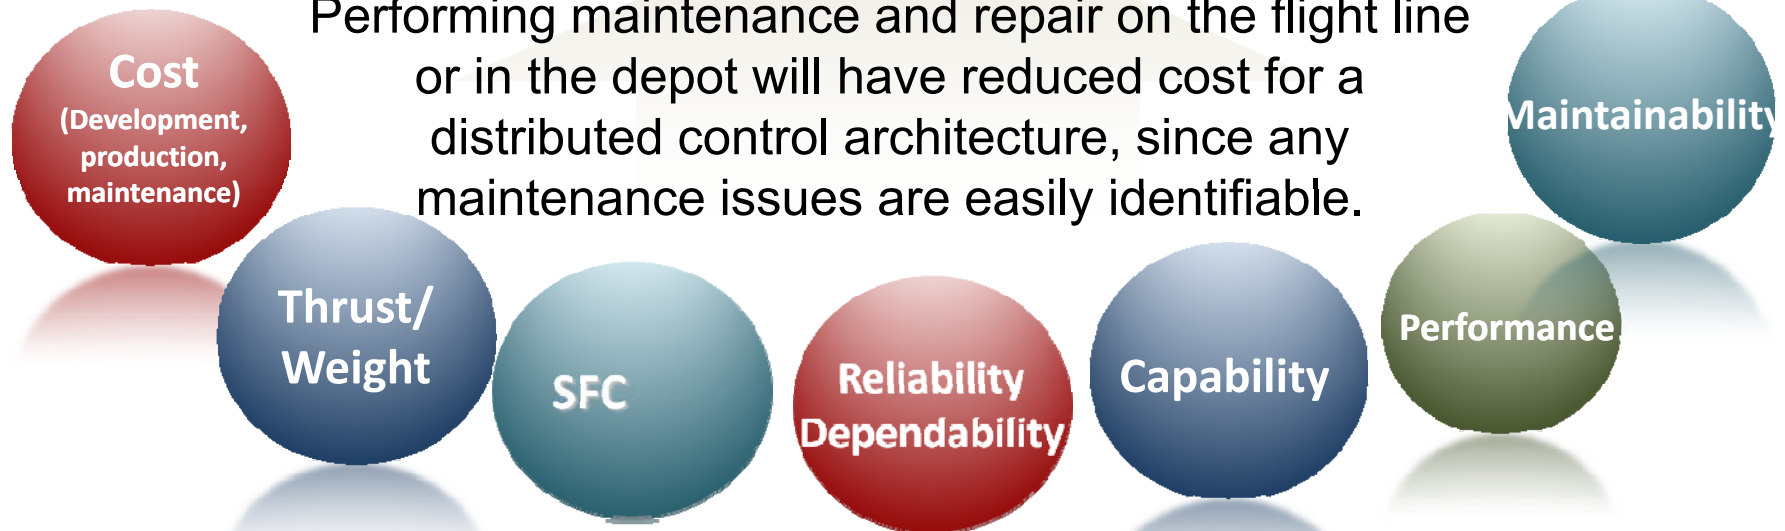 Performing maintenance and repair on the flight line
or in the depot will have reduced cost for a
distributed control architecture, since any
maintenance issues are easily identifiable.
Cost
(Development,
production,
maintenance)
Thrust/
Weight
SFC
Reliability
Dependability
Capability
Performance
Maintainability